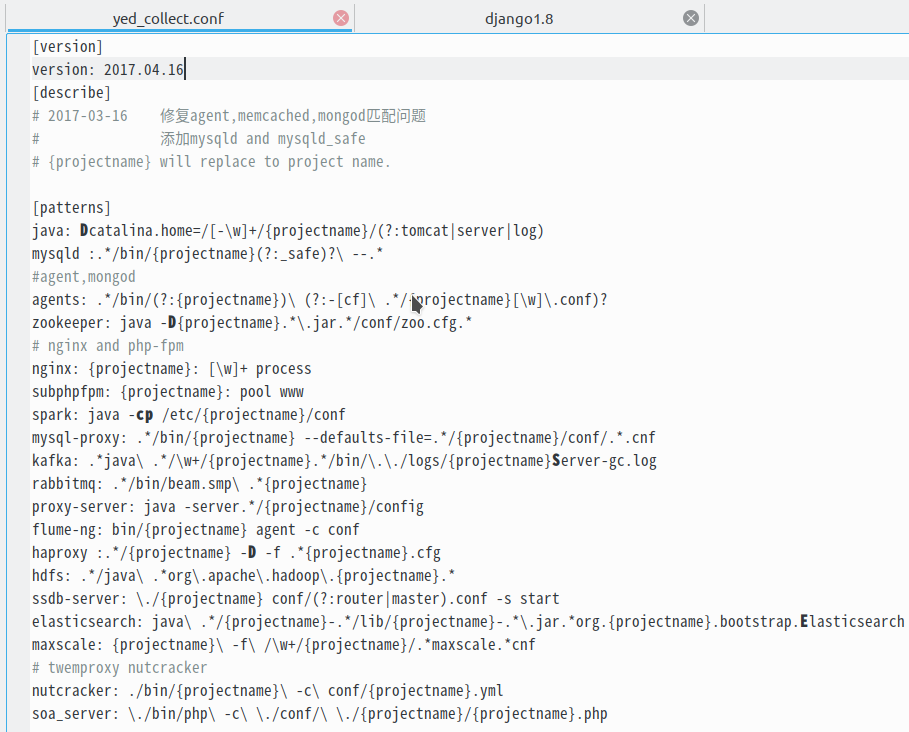 yed_collect.conf
django1.8
[version]
version: 2017.04.16
[describe]
# 2017-03-16    修复agent,memcached,mongod匹配问题
#               添加mysqld and mysqld_safe
# {projectname} will replace to project name.
[patterns]
java: Dcatalina.home=/[-\w]+/{projectname}/(?:tomcat|server|log)
mysqld :.*/bin/{projectname}(?:_safe)?\ --.*
#agent,mongod
agents: .*/bin/(?:{projectname})\ (?:-[cf]\ .*/{projectname}[\w]\.conf)?
zookeeper: java -D{projectname}.*\.jar.*/conf/zoo.cfg.*
# nginx and php-fpm
nginx: {projectname}: [\w]+ process
subphpfpm: {projectname}: pool www
spark: java -cp /etc/{projectname}/conf
mysql-proxy: .*/bin/{projectname} --defaults-file=.*/{projectname}/conf/.*.cnf
kafka: .*java\ .*/\w+/{projectname}.*/bin/\.\./logs/{projectname}Server-gc.log
rabbitmq: .*/bin/beam.smp\ .*{projectname}
proxy-server: java -server.*/{projectname}/config
flume-ng: bin/{projectname} agent -c conf
haproxy :.*/{projectname} -D -f .*{projectname}.cfg
hdfs: .*/java\ .*org\.apache\.hadoop\.{projectname}.*
ssdb-server: \./{projectname} conf/(?:router|master).conf -s start
elasticsearch: java\ .*/{projectname}-.*/lib/{projectname}-.*\.jar.*org.{projectname}.bootstrap.Elasticsearch
maxscale: {projectname}\ -f\ /\w+/{projectname}/.*maxscale.*cnf
# twemproxy nutcracker
nutcracker: ./bin/{projectname}\ -c\ conf/{projectname}.yml
soa_server: \./bin/php\ -c\ \./conf/\ \./{projectname}/{projectname}.php